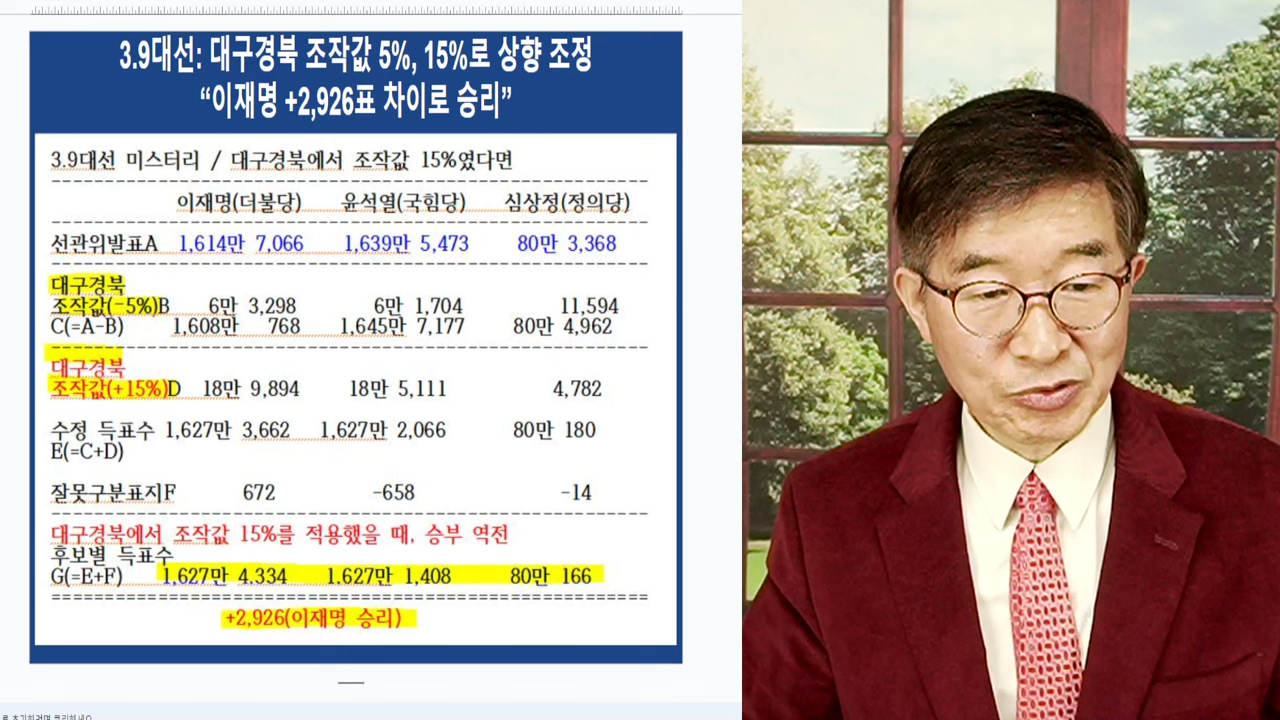 3.9대선: 대구경북 조작값 5%, 15%로 상향 조정
“이재명 +2,926표 차이로 승리”
3.9대선 미스터리 / 대구경북에서 조작값 15%였다면
이재명(더불당) 윤석열(국힘당) 심상정(정의당)
선관위발표A 1,614만 7,066 1,639만 5,473 80만 3,368
대구경북
조작값(-5%)B 6만 3,298 6만 1,704 11,594
C(=A-B) 1,608만 768 1,645만 7,177 80만 4,962
대구경북
조작값(+15%)D 18만 9,894 18만 5,111 4,782
수정 득표수 1,627만 3,662 1,627만 2,066 80만 180
E(=C+D)
잘못구분표지F 672 -658 -14
대구경북에서 조작값 15%를 적용했을 때, 승부 역전
후보별 득표수
G(=E+F) 1,627만 4,334 1,627만 1,408 80만 166
+2,926(이재명 승리)